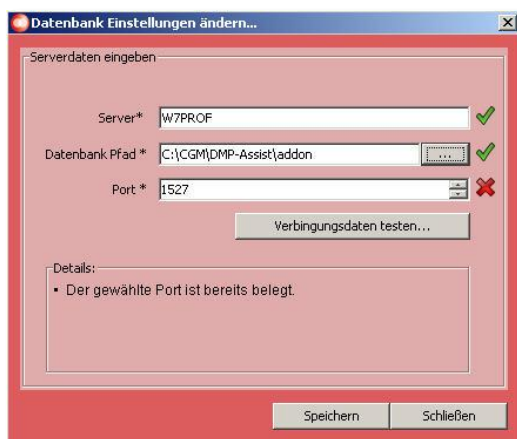 Datenbank Einstellungen ändern...
Serverdaten eingeben
Server* W7PROF
Datenbank Pfad * C:\CGM\DMP-Assist\addon ...
Port * 1527
Verbingungsdaten testen...
Details:
• Der gewählte Port ist bereits belegt.
Speichern Schließen